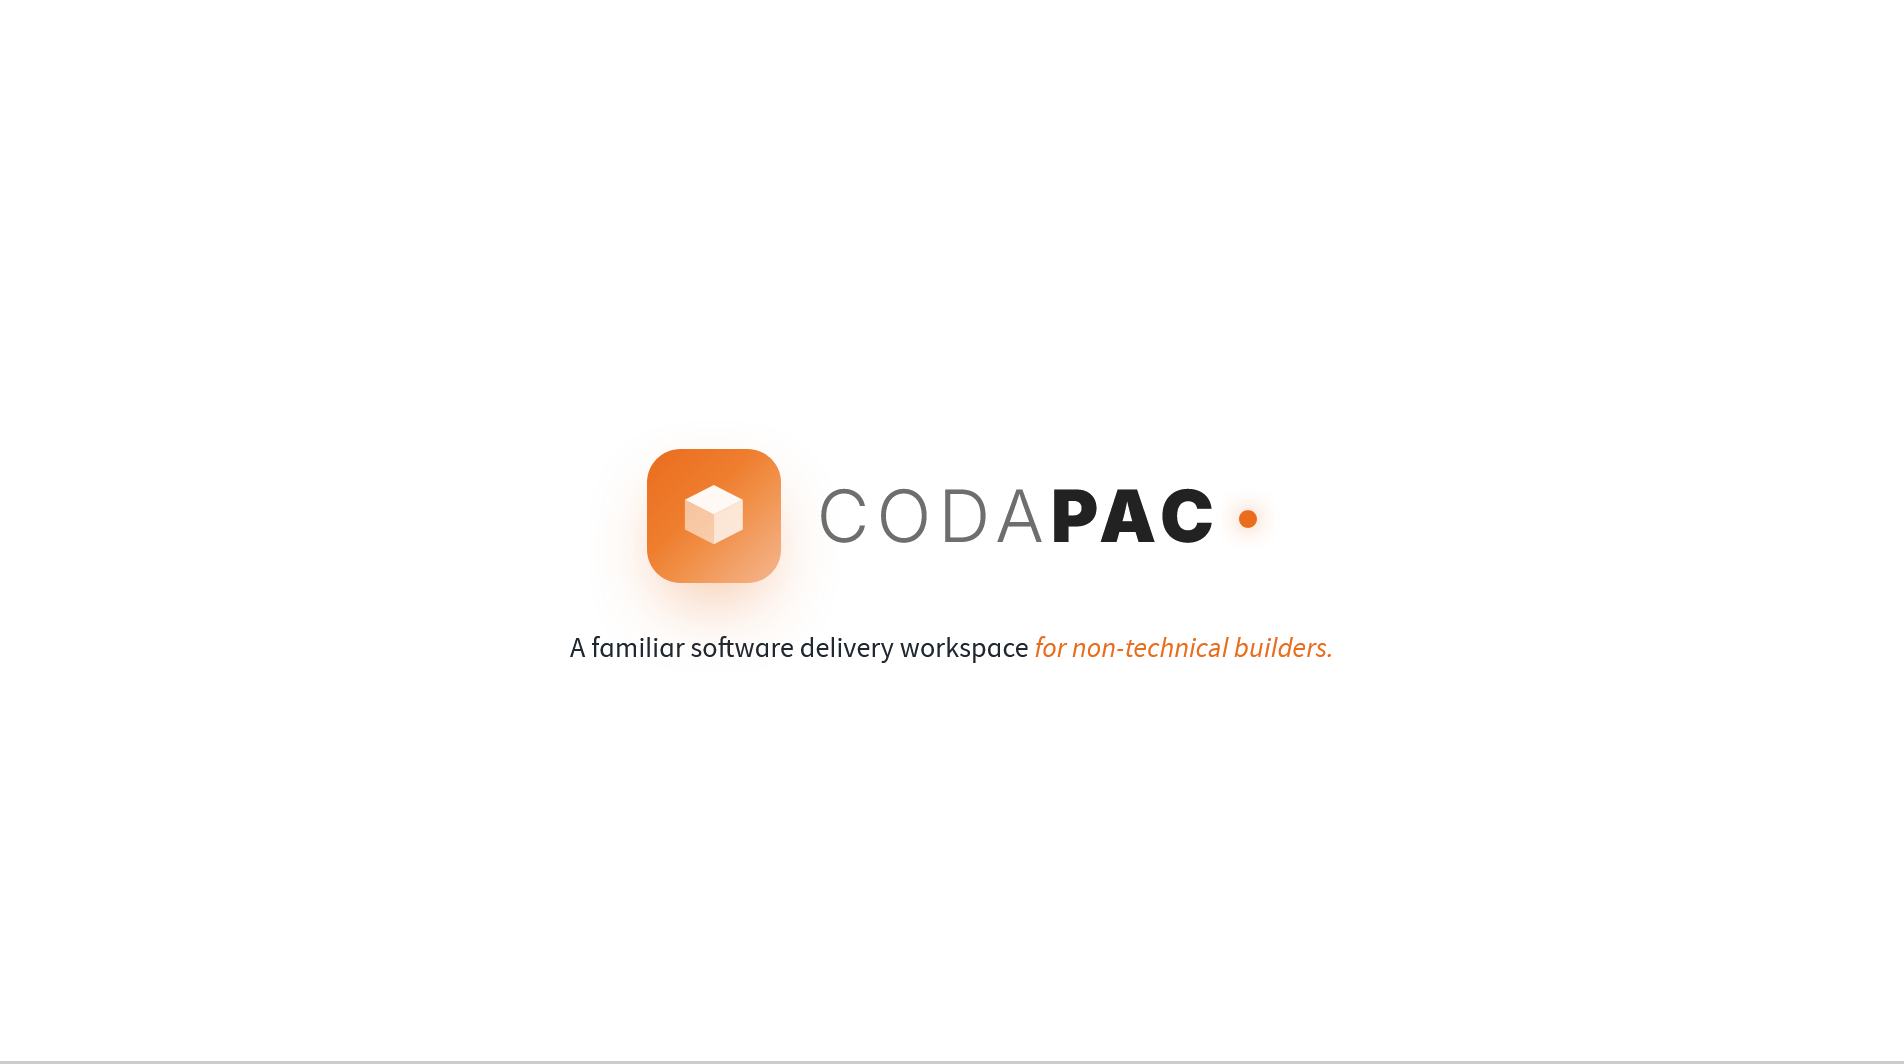 CODAPAC
A familiar software delivery workspace for non-technical builders.